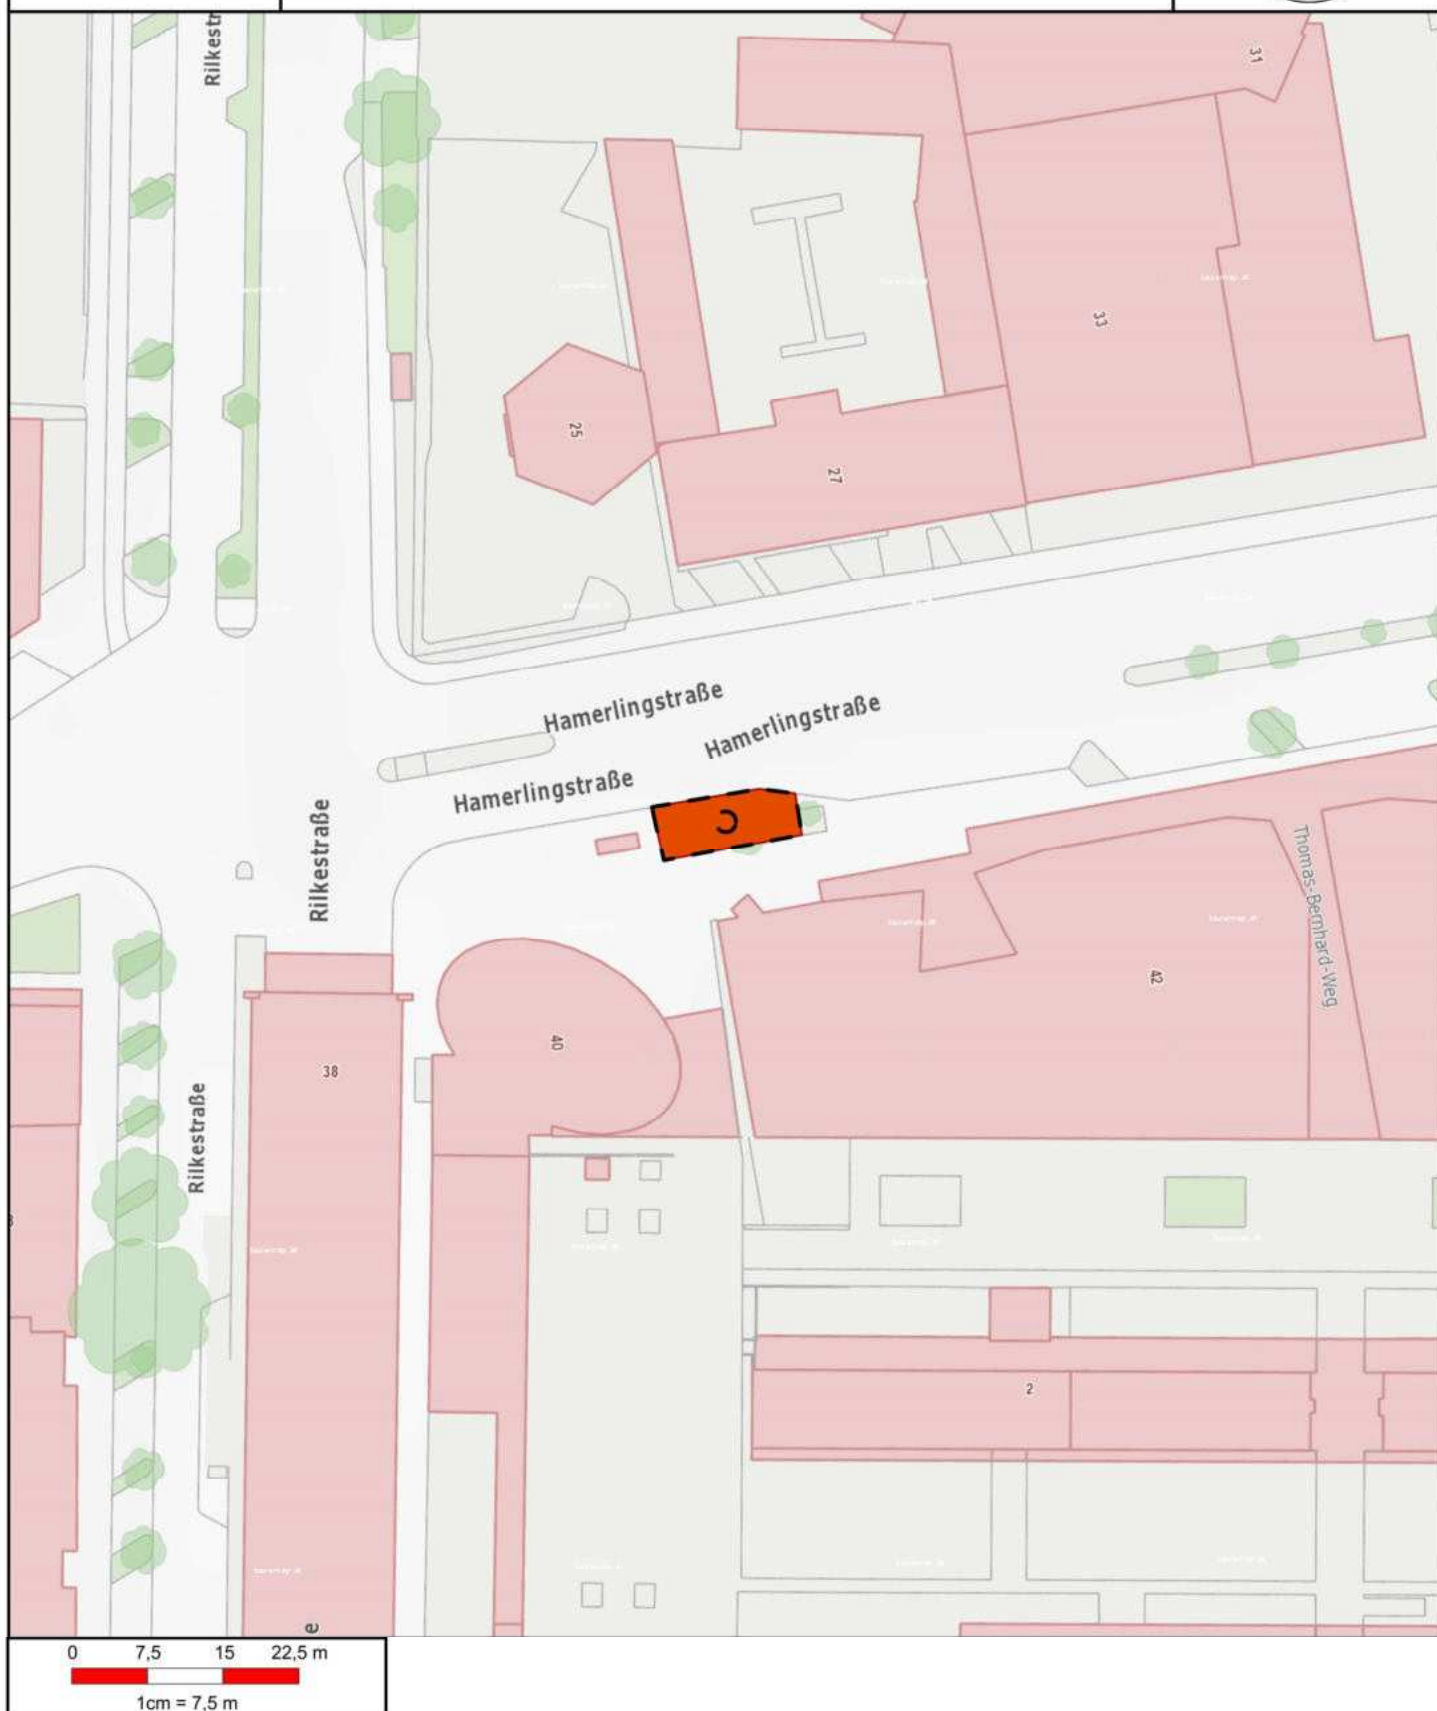 Rilkestr
31
33
25
27
Hamerlingstraße
Hamerlingstraße
Hamerlingstraße
Rilkestraße
Thomas-Bernhard-Weg
42
40
38
Rilkestraße
2
e
0 7,5 15 22,5 m
1cm = 7,5 m